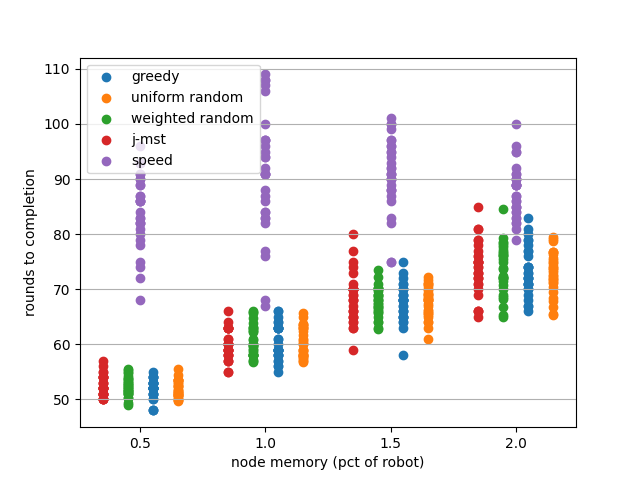 110
100
90
80
70
60
50
rounds to completion
greedy
uniform random
weighted random
j-mst
speed
0.5
1.0
1.5
2.0
node memory (pct of robot)